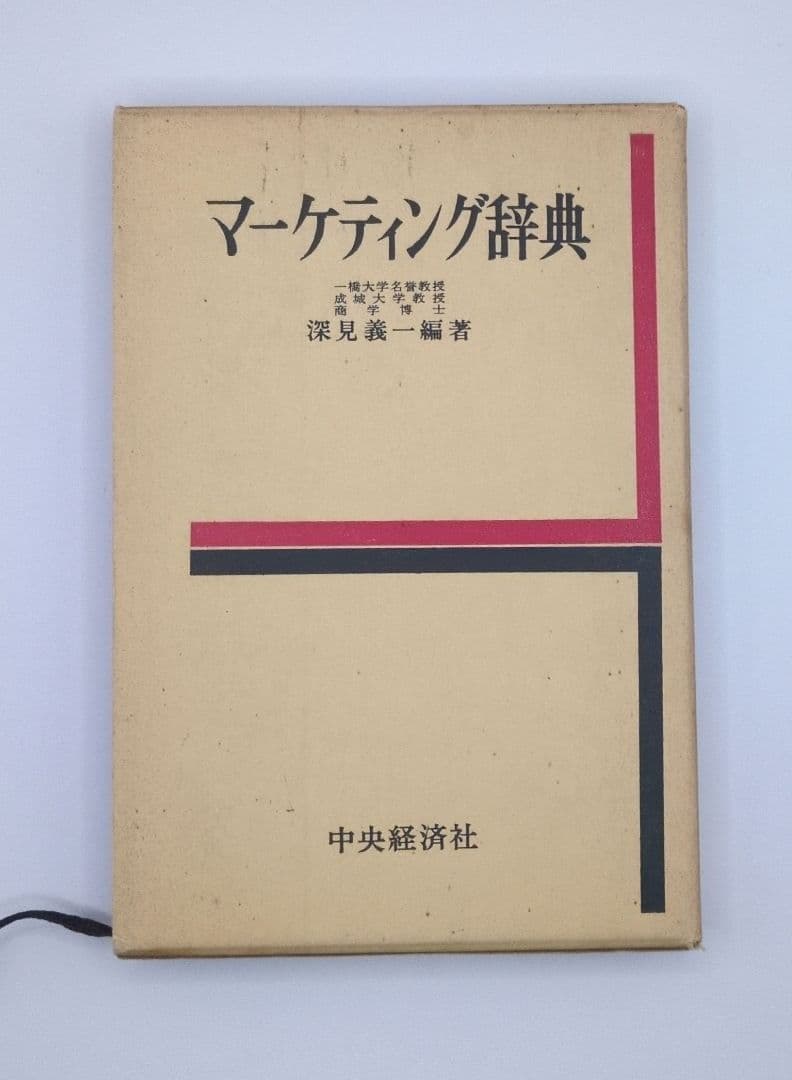 マーケティング辞典
一橋大学名誉教授
成城大学教授
商学博士
深見義一編著
中央経済社